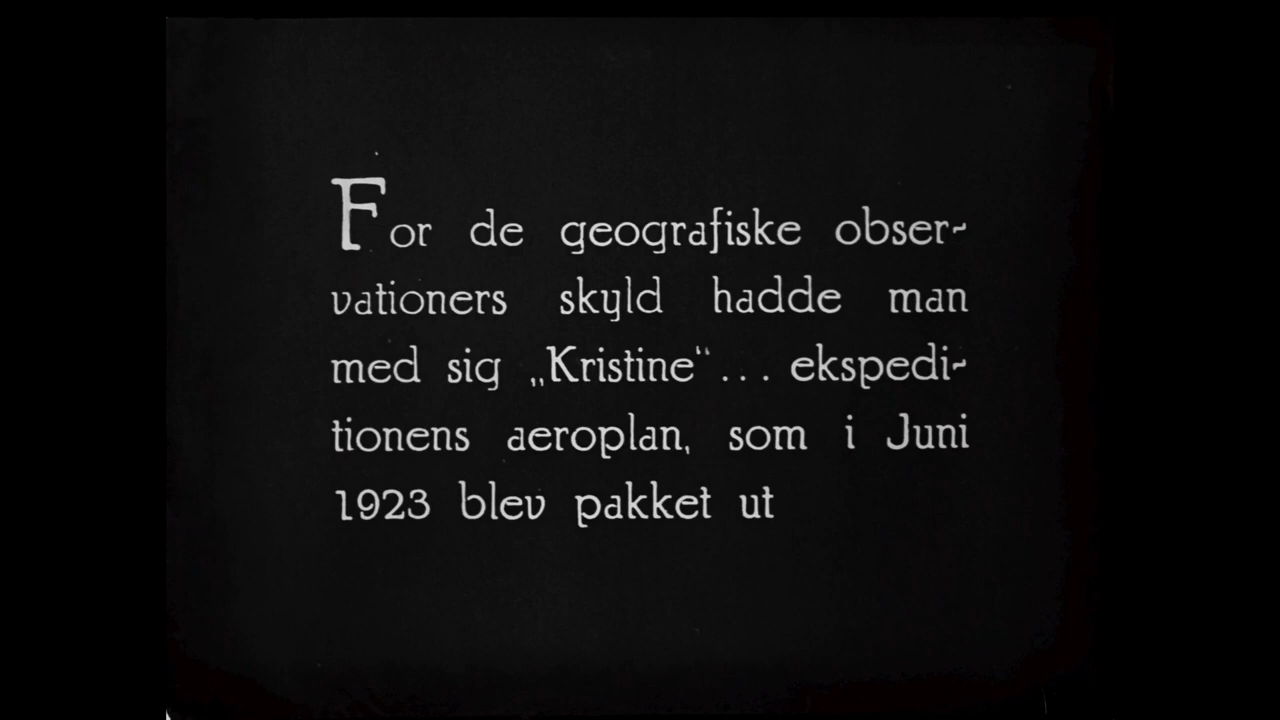 For de geografiske obser-
vationers skyld hadde man
med sig „Kristine“... ekspedi-
tionens aeroplan, som i Juni
1923 blev pakket ut